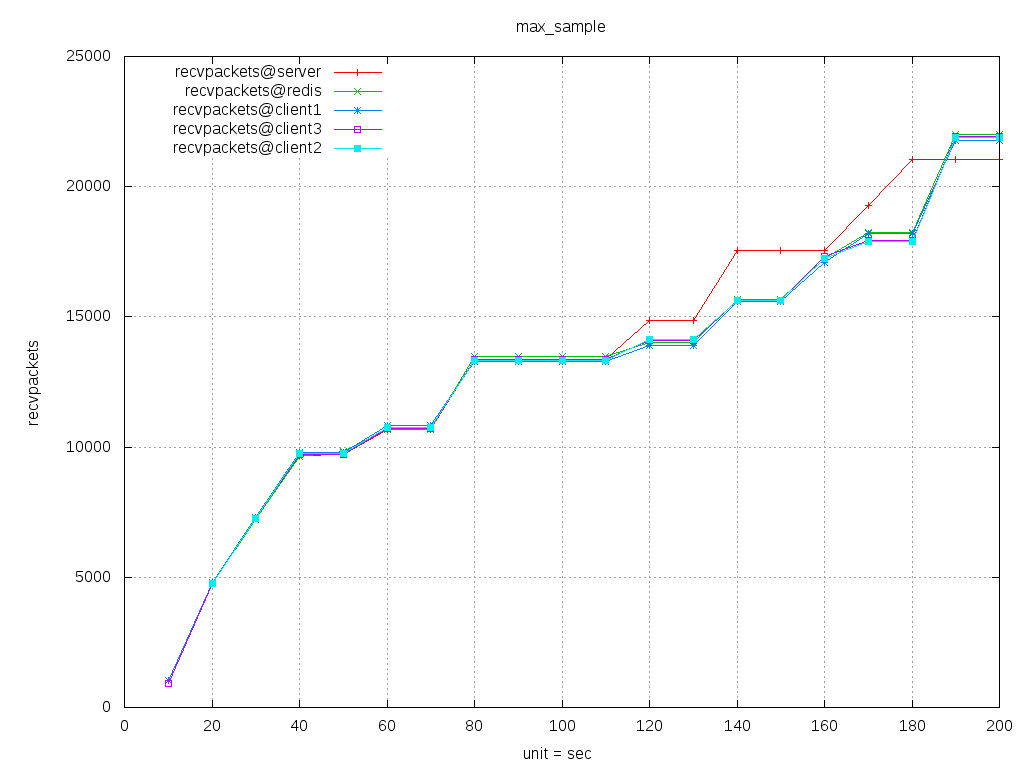 max_sample
25000
20000
15000
10000
5000
0
recvpackets
recvpackets@server
recvpackets@redis
recvpackets@client1
recvpackets@client3
recvpackets@client2
0 20 40 60 80 100 120 140 160 180 200
unit = sec